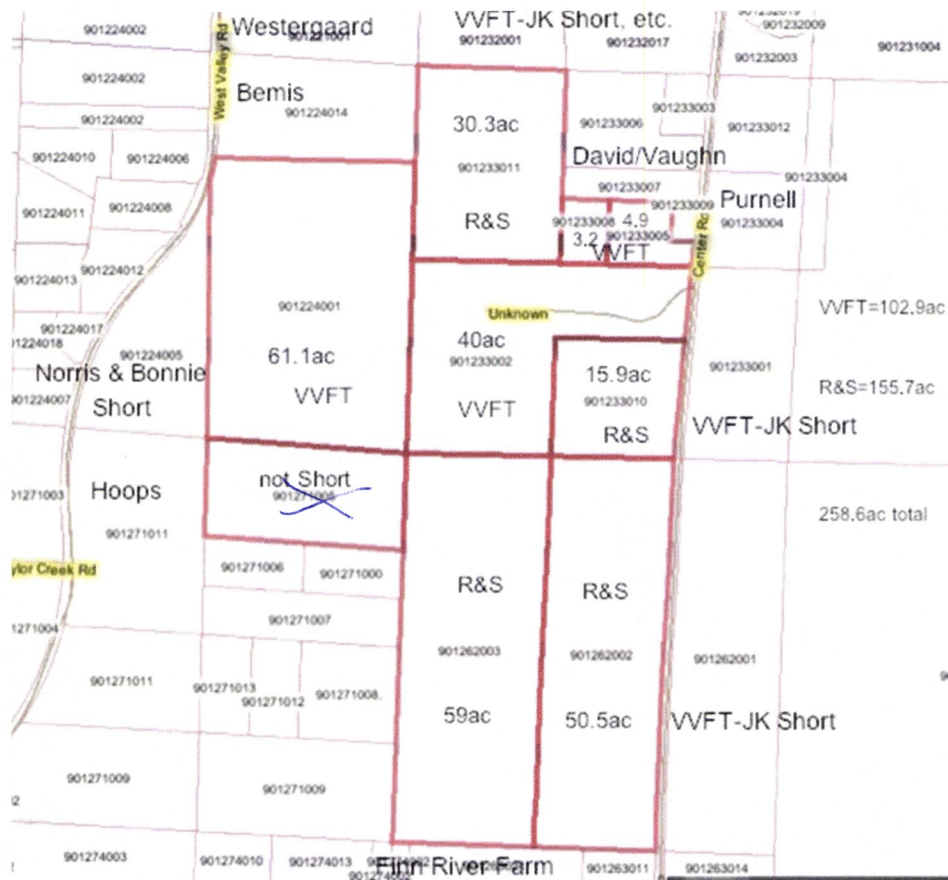 901224002
Westergaard
VVFT-JK Short, etc.
901232001
901232017
901232009
901231004
901232003
West Valley Rd
901224002
Bemis
901224014
901224002
30.3ac
901233006
901233003
901233012
901224010
901224006
901233011
David/Vaughn
901233004
901233007
901224011
901224008
R&S
901233008
4.9
901233009
Purnell
901233004
901233005
3.2
VVFT
Center Rd
901224013
901224012
901224001
Unknown
VVFT=102.9ac
901224017
901224018
901224005
61.1ac
40ac
901233002
15.9ac
901233001
Norris & Bonnie
Short
901224007
VVFT
VVFT
901233010
R&S
R&S=155.7ac
VVFT-JK Short
not Short
901271005
Hoops
901271003
901271011
258.6ac total
ylor Creek Rd
901271006
901271000
R&S
R&S
901271007
1271004
901262003
901262002
901262001
901271011
901271013
901271012
901271008
59ac
50.5ac
VVFT-JK Short
901271009
901271009
901274003
901274010
901274013
Finn River Farm
901263011
901263014